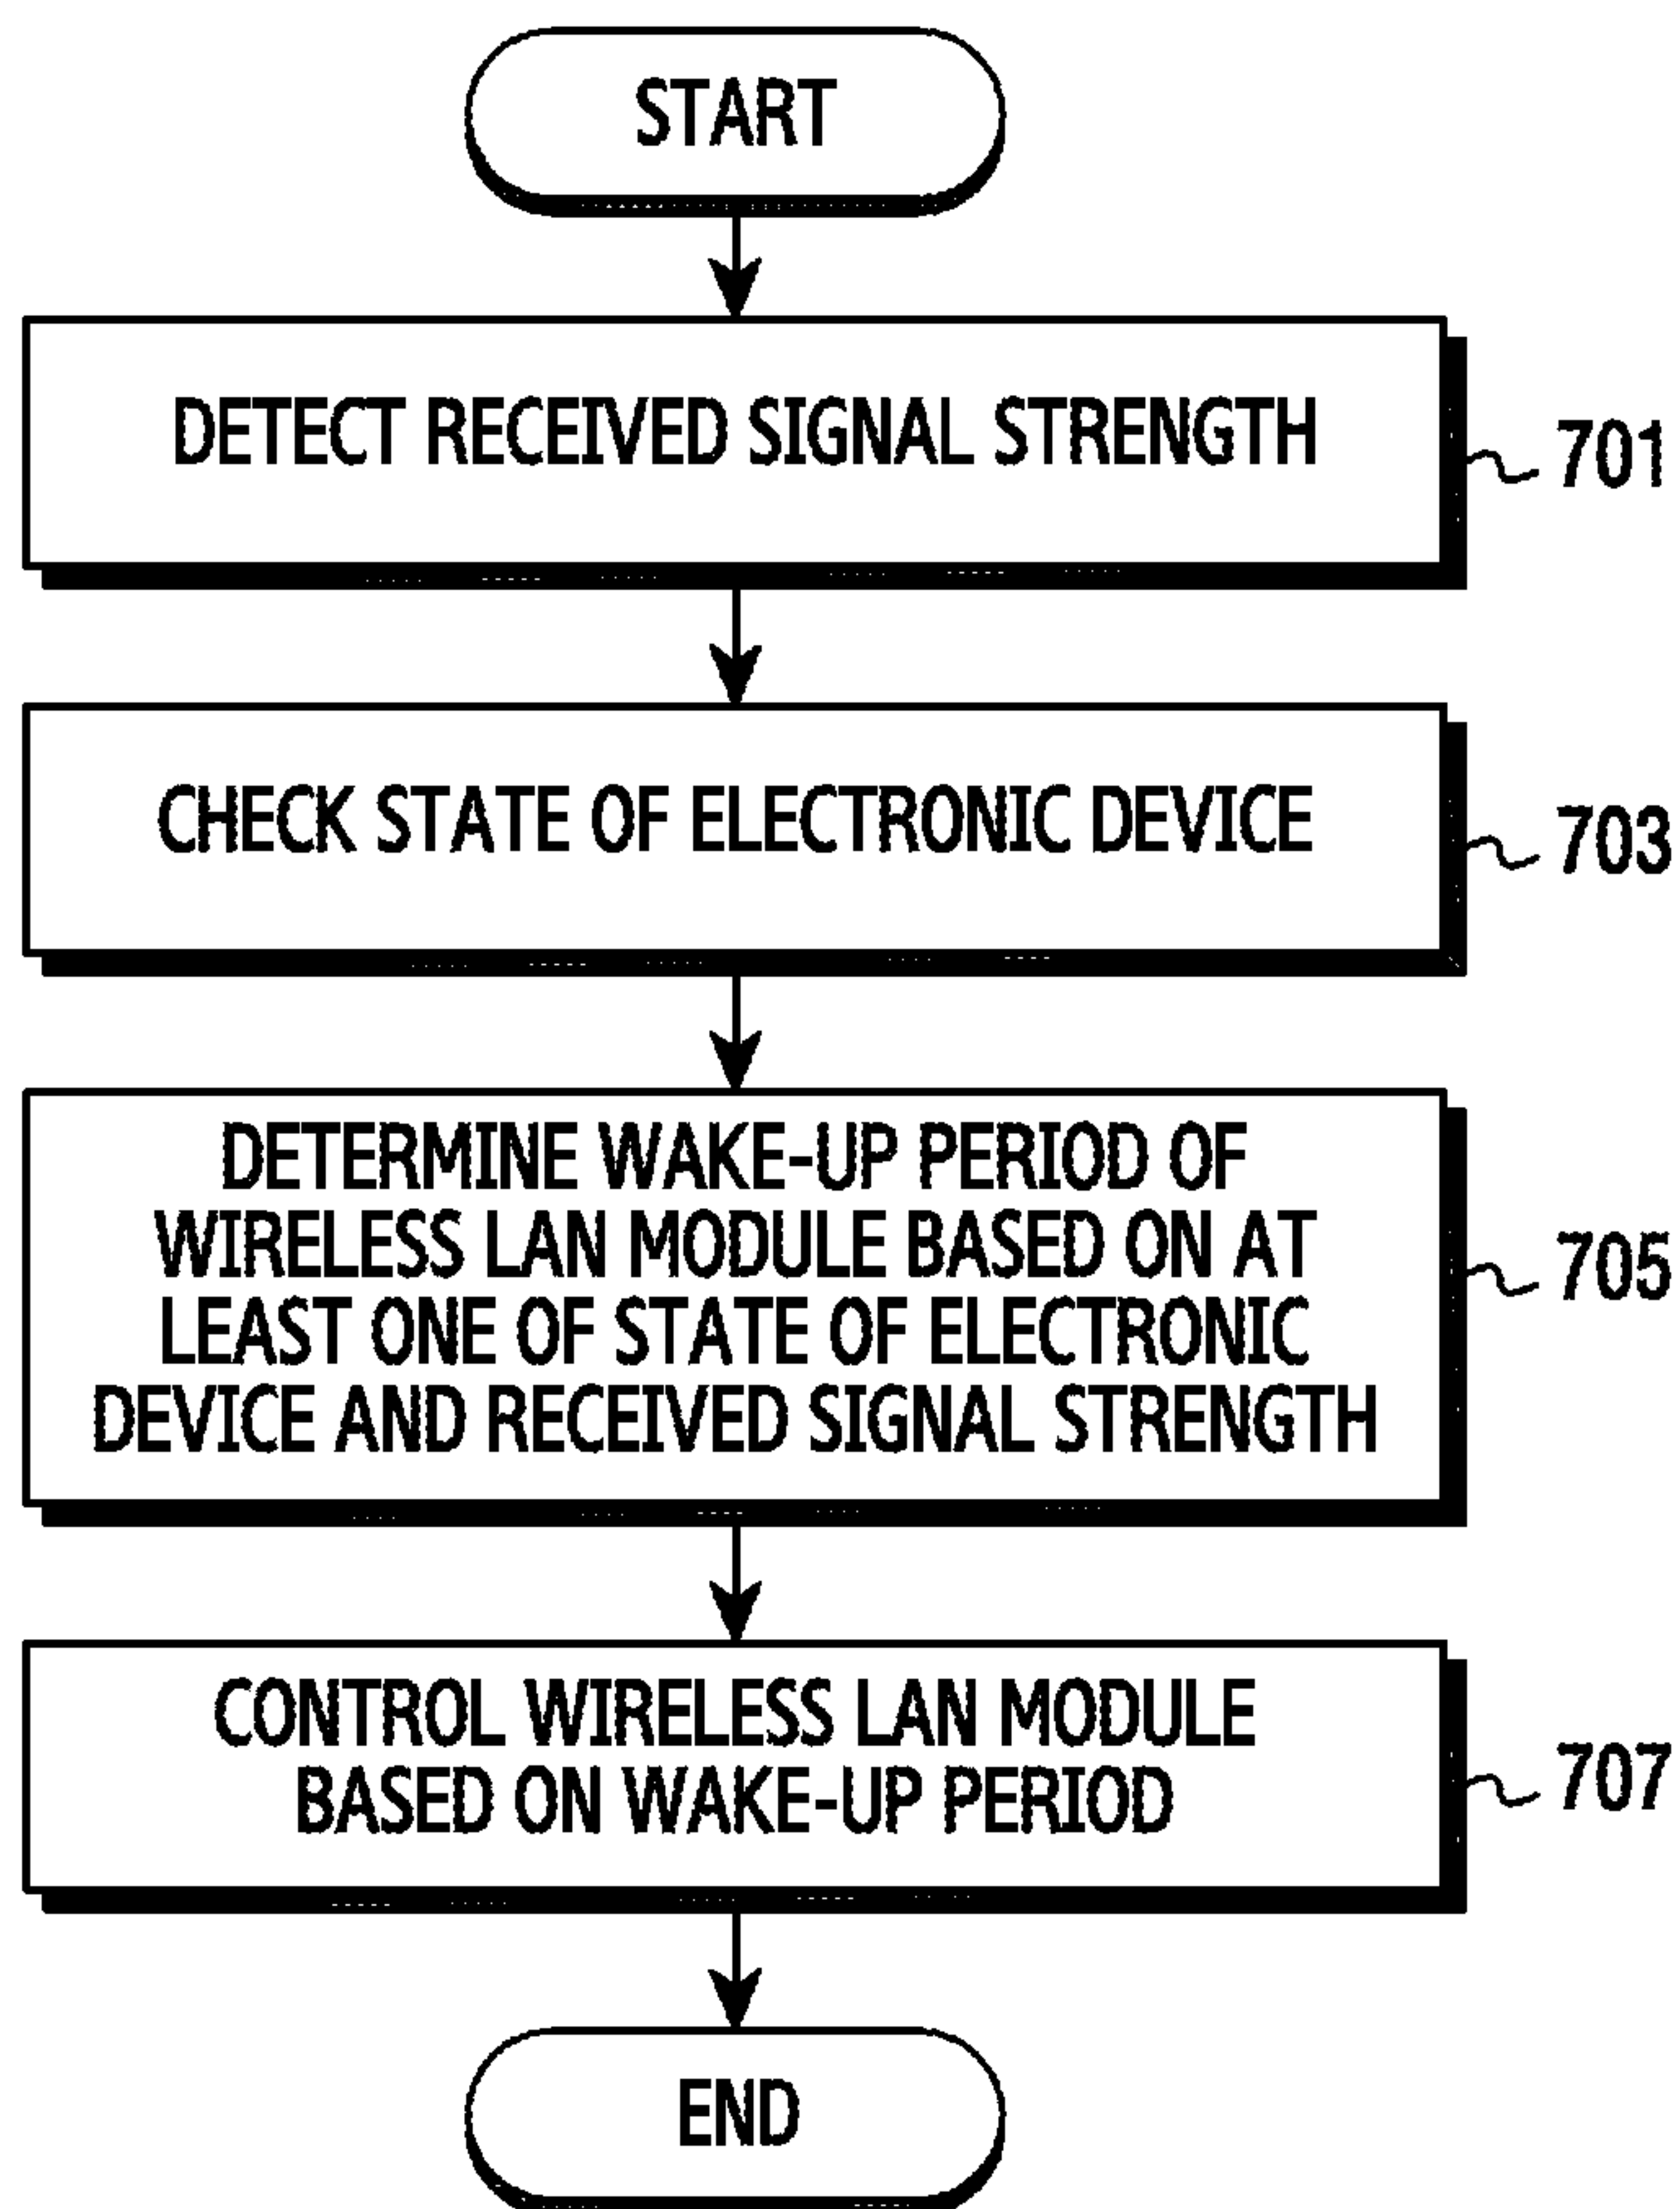 START
DETECT RECEIVED SIGNAL STRENGTH
701
CHECK STATE OF ELECTRONIC DEVICE
703
DETERMINE WAKE-UP PERIOD OF
WIRELESS LAN MODULE BASED ON AT
LEAST ONE OF STATE OF ELECTRONIC
DEVICE AND RECEIVED SIGNAL STRENGTH
705
CONTROL WIRELESS LAN MODULE
BASED ON WAKE-UP PERIOD
707
END